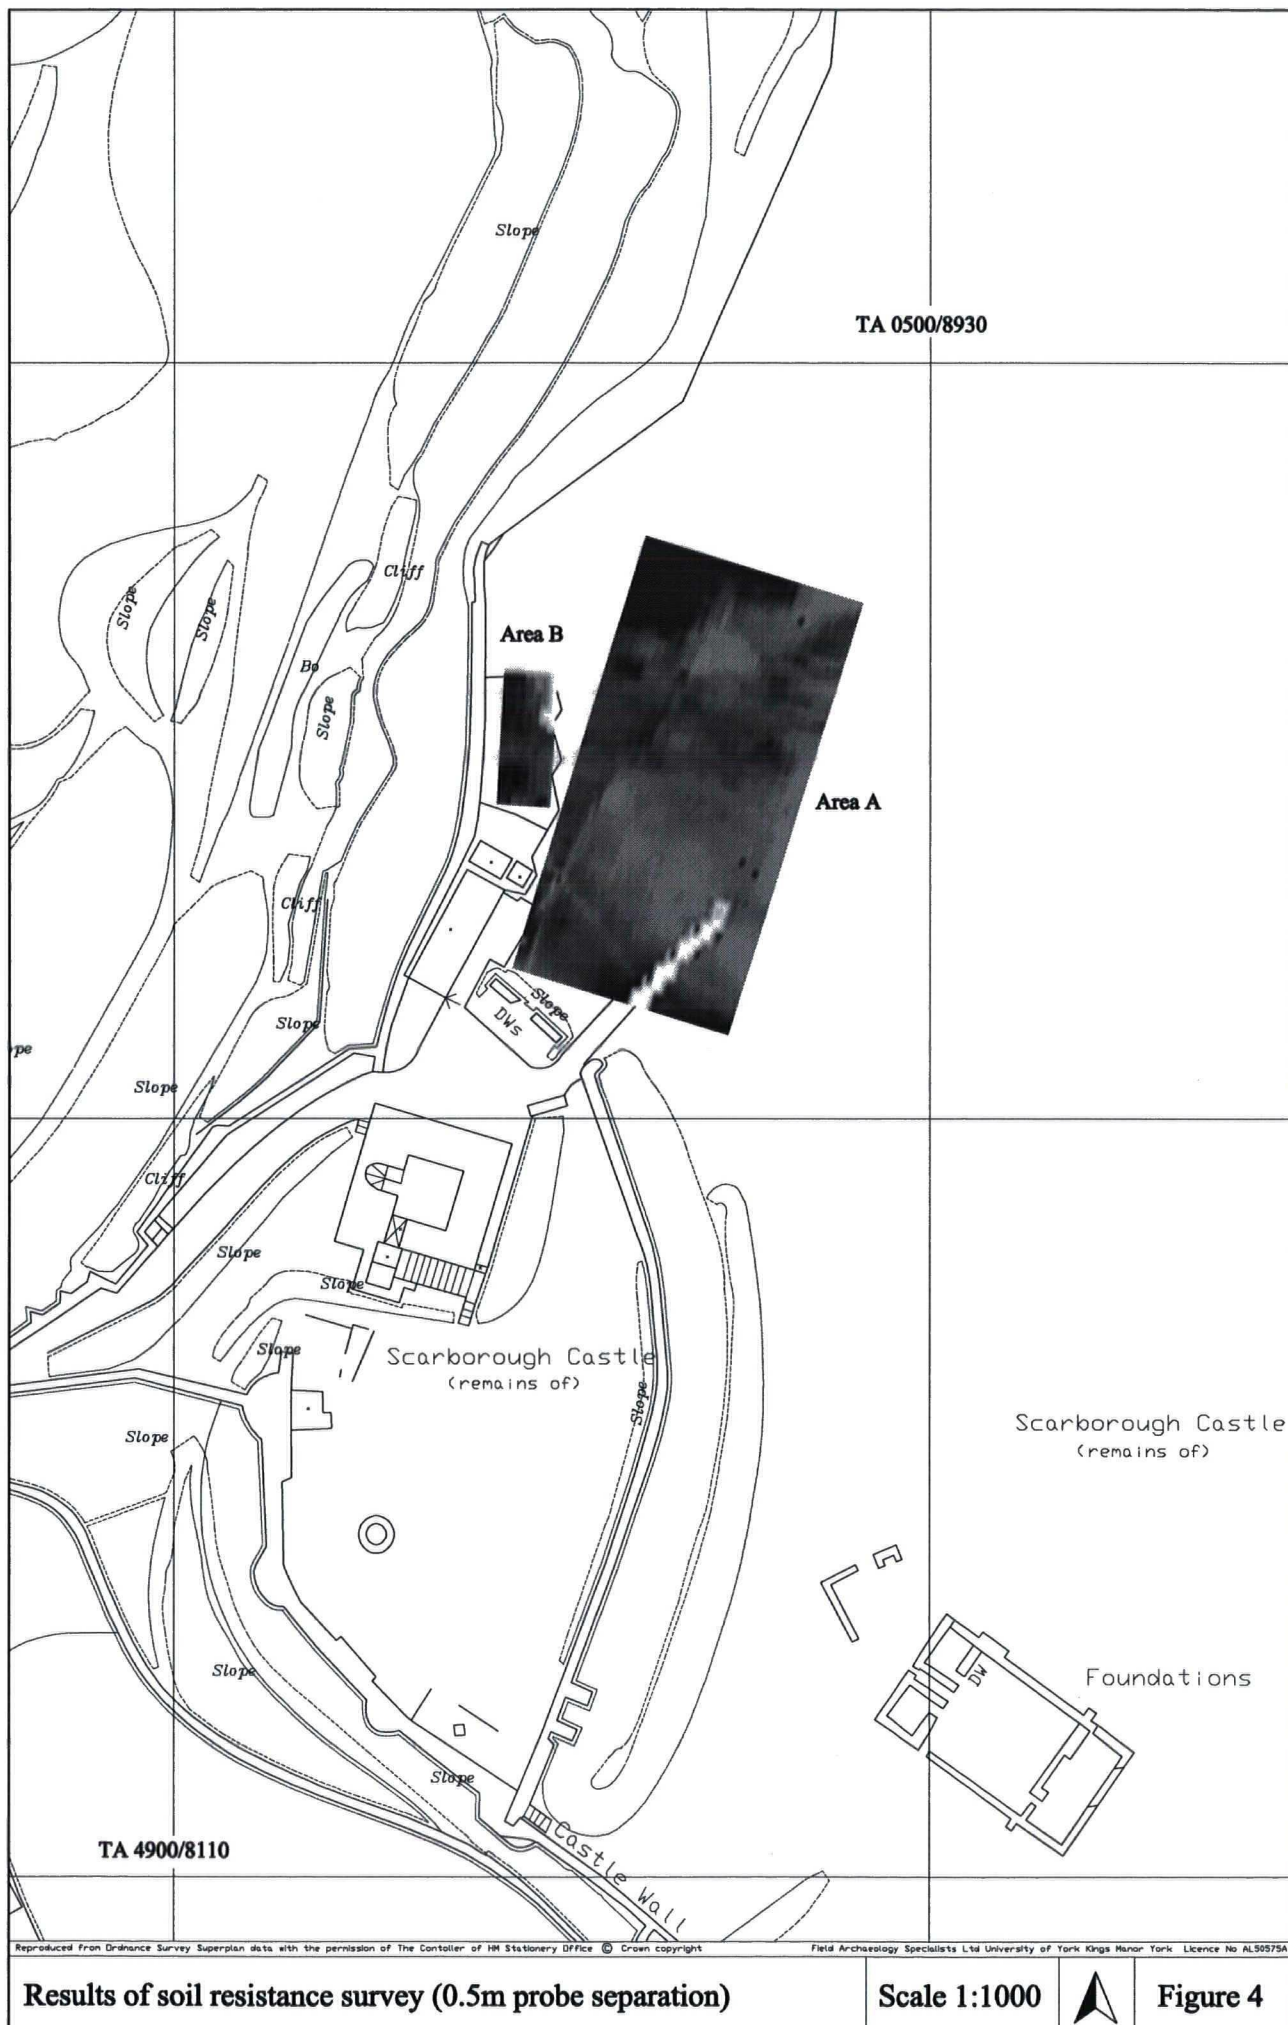 Slope
TA 0500/8930
Cliff
Slope
Slope
Area B
Bo
Slope
Area A
Cliff
Slope
DWs
Slope
pe
Slope
Cliff
Slope
Slope
Slope
Scarborough Castle
(remains of)
Slope
Scarborough Castle
(remains of)
Slope
DW
Foundations
Slope
Slope
Castle Wall
TA 4900/8110
Reproduced from Ordnance Survey Superplan data with the permission of The Contoller of HM Stationery Office © Crown copyright
Field Archaeology Specialists Ltd University of York Kings Manor York Licence No AL50575A
Results of soil resistance survey (0.5m probe separation)
Scale 1:1000
Figure 4